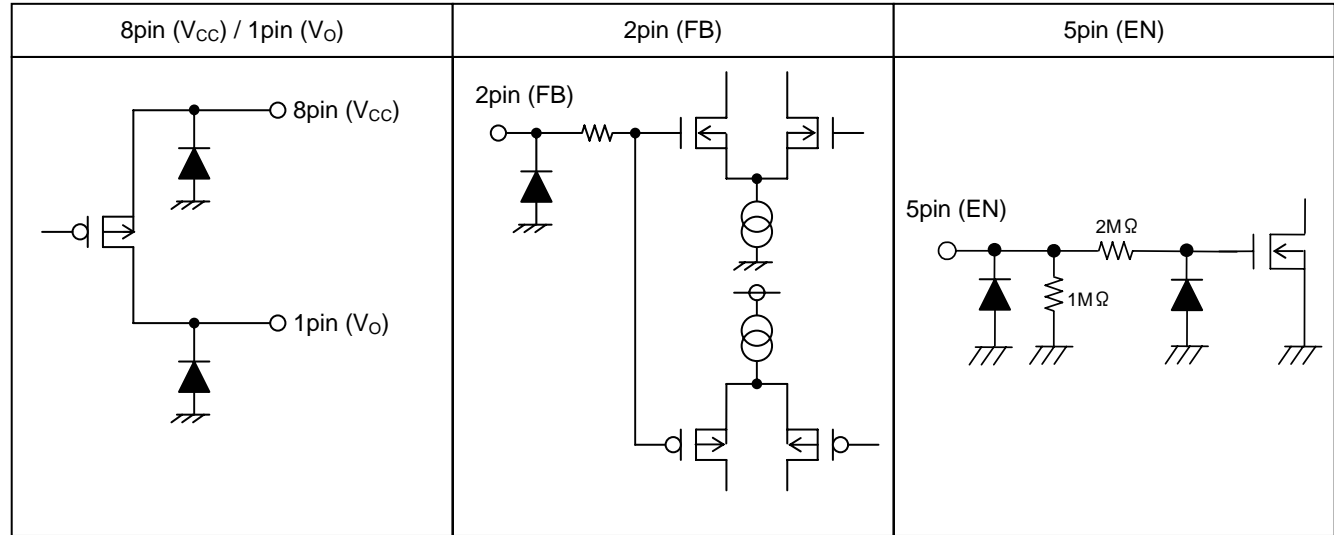 8pin (VCC) / 1pin (VO)
2pin (FB)
5pin (EN)
8pin (VCC)
1pin (VO)
2pin (FB)
5pin (EN)
2MΩ
1MΩ